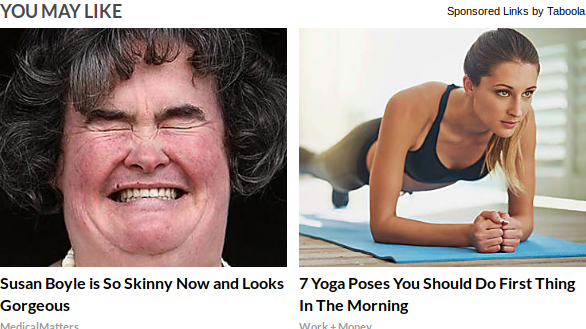 YOU MAY LIKE
Sponsored Links by Taboola
Susan Boyle is So Skinny Now and Looks
Gorgeous
MedicalMatters
7 Yoga Poses You Should Do First Thing
In The Morning
Work + Money